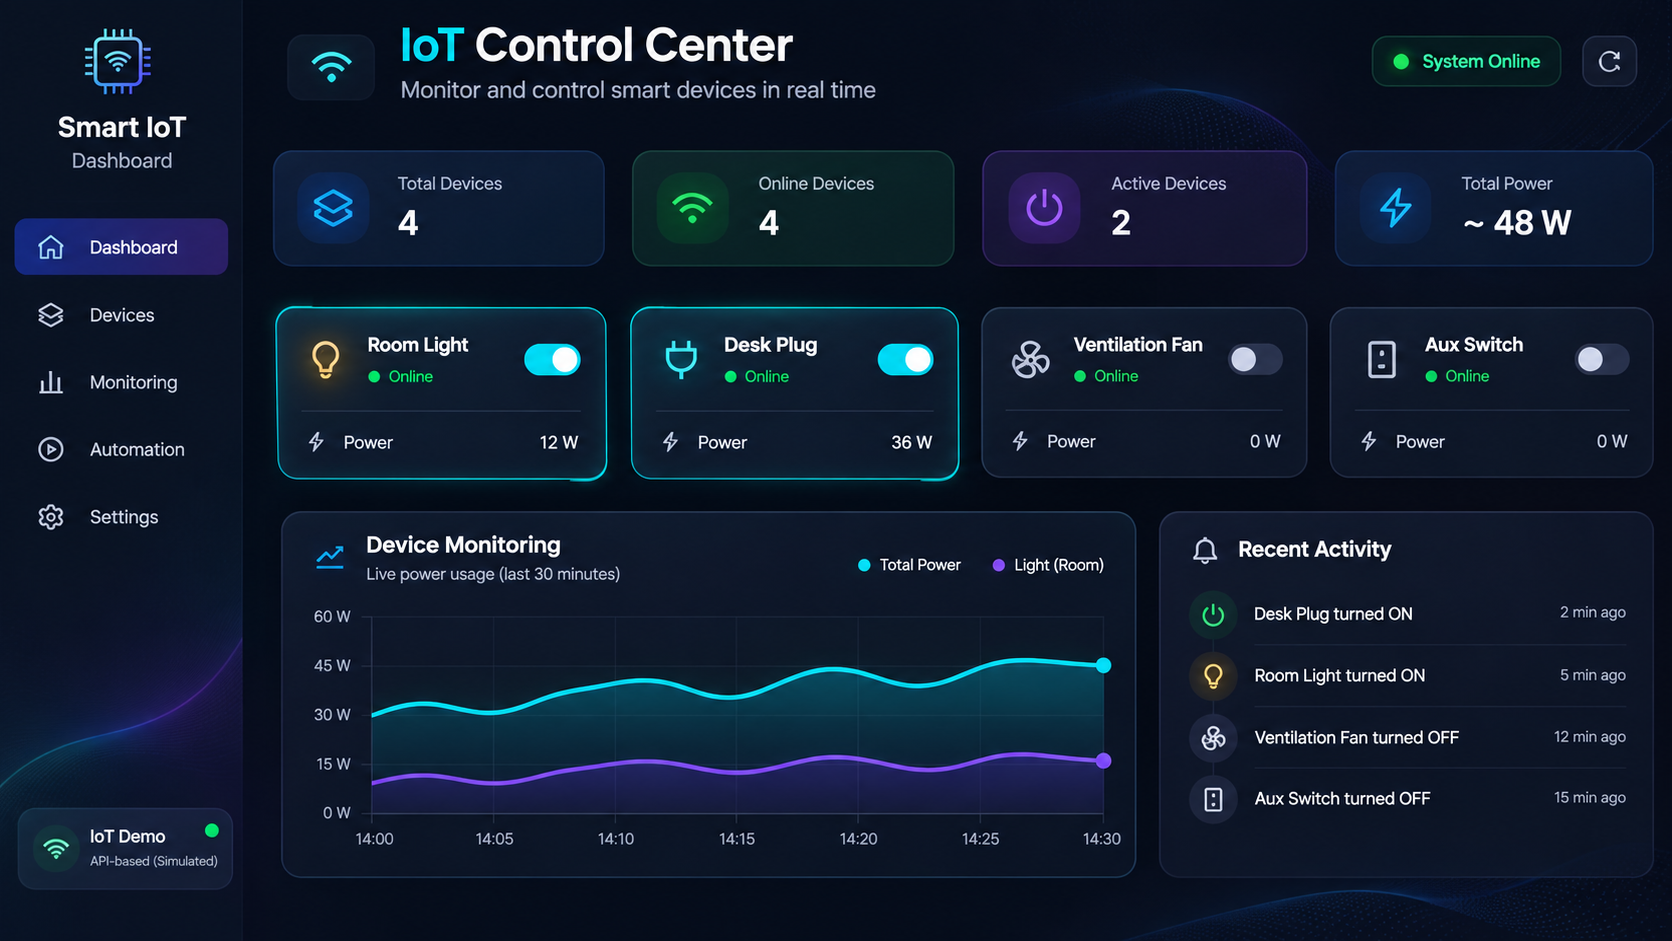 Smart IoT
Dashboard
Dashboard
Devices
Monitoring
Automation
Settings
IoT Demo
API-based (Simulated)
IoT Control Center
Monitor and control smart devices in real time
System Online
Total Devices
4
Online Devices
4
Active Devices
2
Total Power
~ 48 W
Room Light
Online
Power 12 W
Desk Plug
Online
Power 36 W
Ventilation Fan
Online
Power 0 W
Aux Switch
Online
Power 0 W
Device Monitoring
Live power usage (last 30 minutes)
Total Power Light (Room)
60 W
45 W
30 W
15 W
0 W
14:00 14:05 14:10 14:15 14:20 14:25 14:30
Recent Activity
Desk Plug turned ON 2 min ago
Room Light turned ON 5 min ago
Ventilation Fan turned OFF 12 min ago
Aux Switch turned OFF 15 min ago